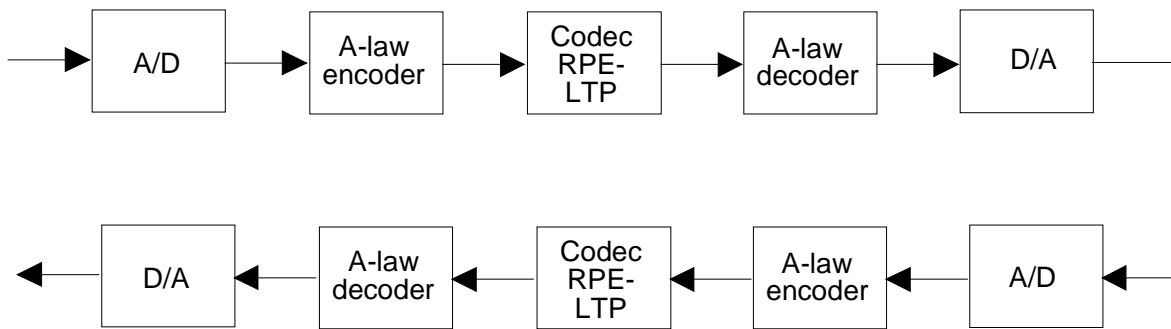 A/D
A-law
encoder
Codec
RPE-
LTP
A-law
decoder
D/A
D/A
A-law
decoder
Codec
RPE-
LTP
A-law
encoder
A/D